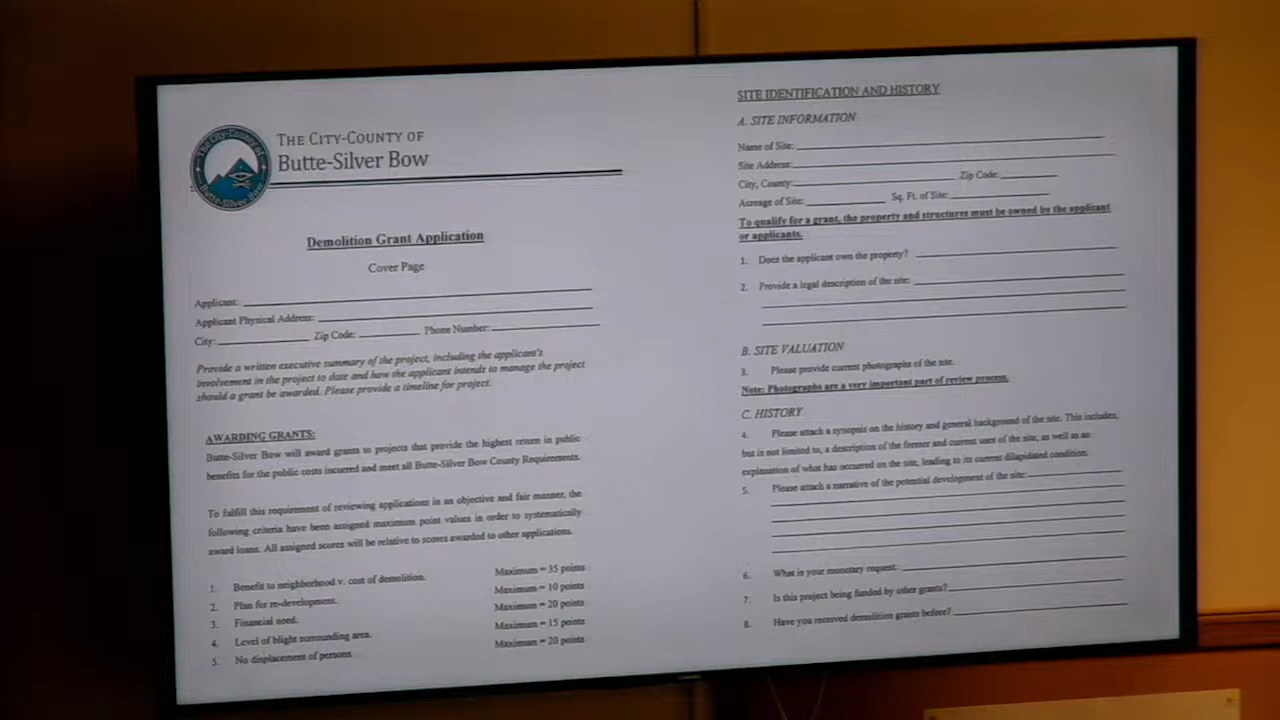 The City-County of
Butte-Silver Bow
The City-County of
Butte-Silver Bow
Demolition Grant Application
Cover Page
Applicant:
Applicant Physical Address:
City: Zip Code: Phone Number:
Provide a written executive summary of the project, including the applicant's
involvement in the project to date and how the applicant intends to manage the project
should a grant be awarded. Please provide a timeline for project.
AWARDING GRANTS:
Butte-Silver Bow will award grants to projects that provide the highest return in public
benefits for the public costs incurred and meet all Butte-Silver Bow County Requirements.
To fulfill this requirement of reviewing applications in an objective and fair manner, the
following criteria have been assigned maximum point values in order to systematically
award loans. All assigned scores will be relative to scores awarded to other applications.
1. Benefit to neighborhood v. cost of demolition. Maximum = 35 points
2. Plan for re-development. Maximum = 10 points
3. Financial need. Maximum = 20 points
4. Level of blight surrounding area. Maximum = 15 points
5. No displacement of persons Maximum = 20 points
SITE IDENTIFICATION AND HISTORY
A. SITE INFORMATION
Name of Site:
Site Address:
City, County: Zip Code:
Acreage of Site: Sq. Ft. of Site:
To qualify for a grant, the property and structures must be owned by the applicant
or applicants.
1. Does the applicant own the property?
2. Provide a legal description of the site:
B. SITE VALUATION
3. Please provide current photographs of the site.
Note: Photographs are a very important part of review process.
C. HISTORY
4. Please attach a synopsis on the history and general background of the site. This includes,
but is not limited to, a description of the former and current uses of the site, as well as an
explanation of what has occurred on the site, leading to its current dilapidated condition.
5. Please attach a narrative of the potential development of the site:
6. What is your monetary request:
7. Is this project being funded by other grants?
8. Have you received demolition grants before?